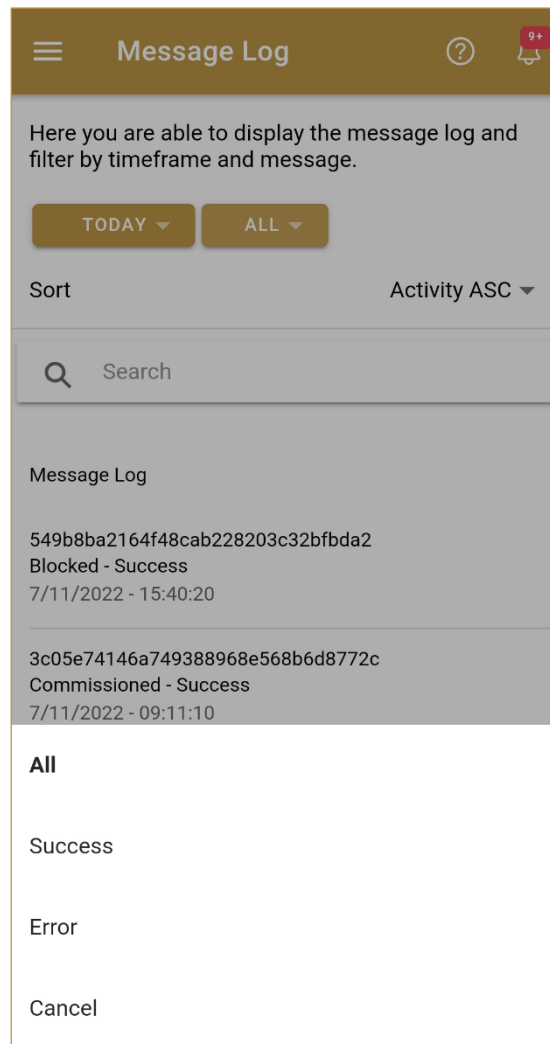 Message Log
9+
Here you are able to display the message log and
filter by timeframe and message.
TODAY ALL
Sort Activity ASC
Search
Message Log
549b8ba2164f48cab228203c32bfbda2
Blocked - Success
7/11/2022 - 15:40:20
3c05e74146a749388968e568b6d8772c
Commissioned - Success
7/11/2022 - 09:11:10
All
Success
Error
Cancel